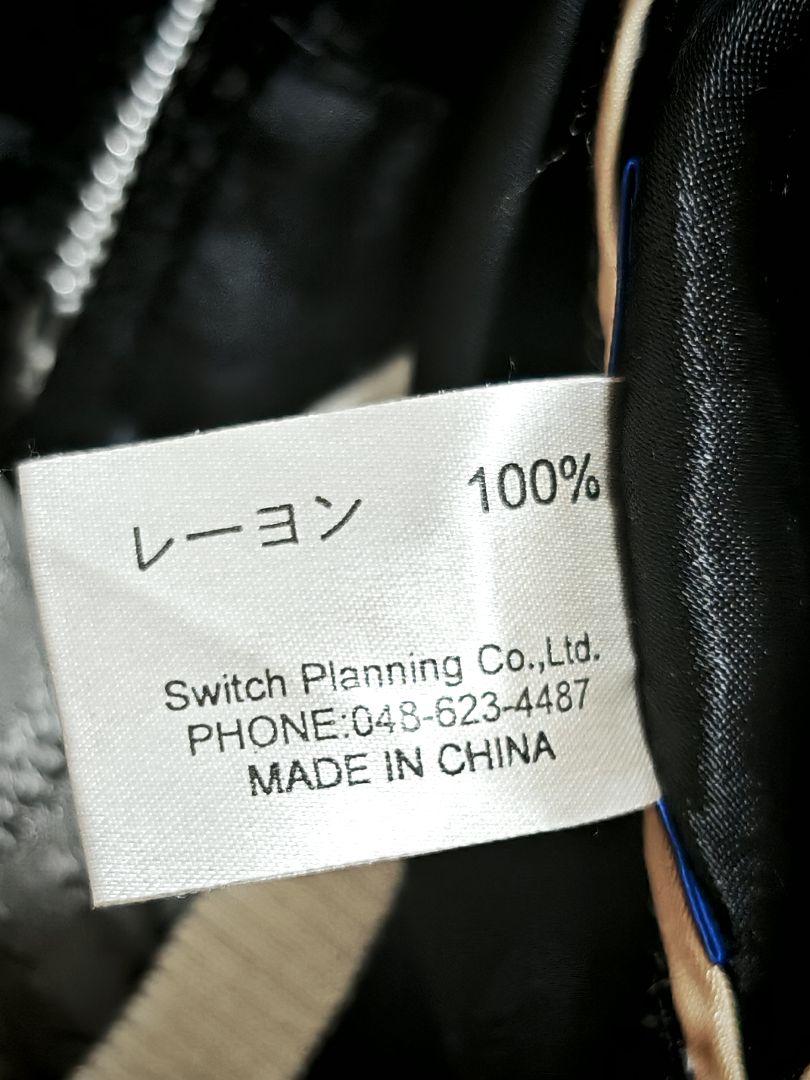 レーヨン 100%
Switch Planning Co.,Ltd.
PHONE:048-623-4487
MADE IN CHINA